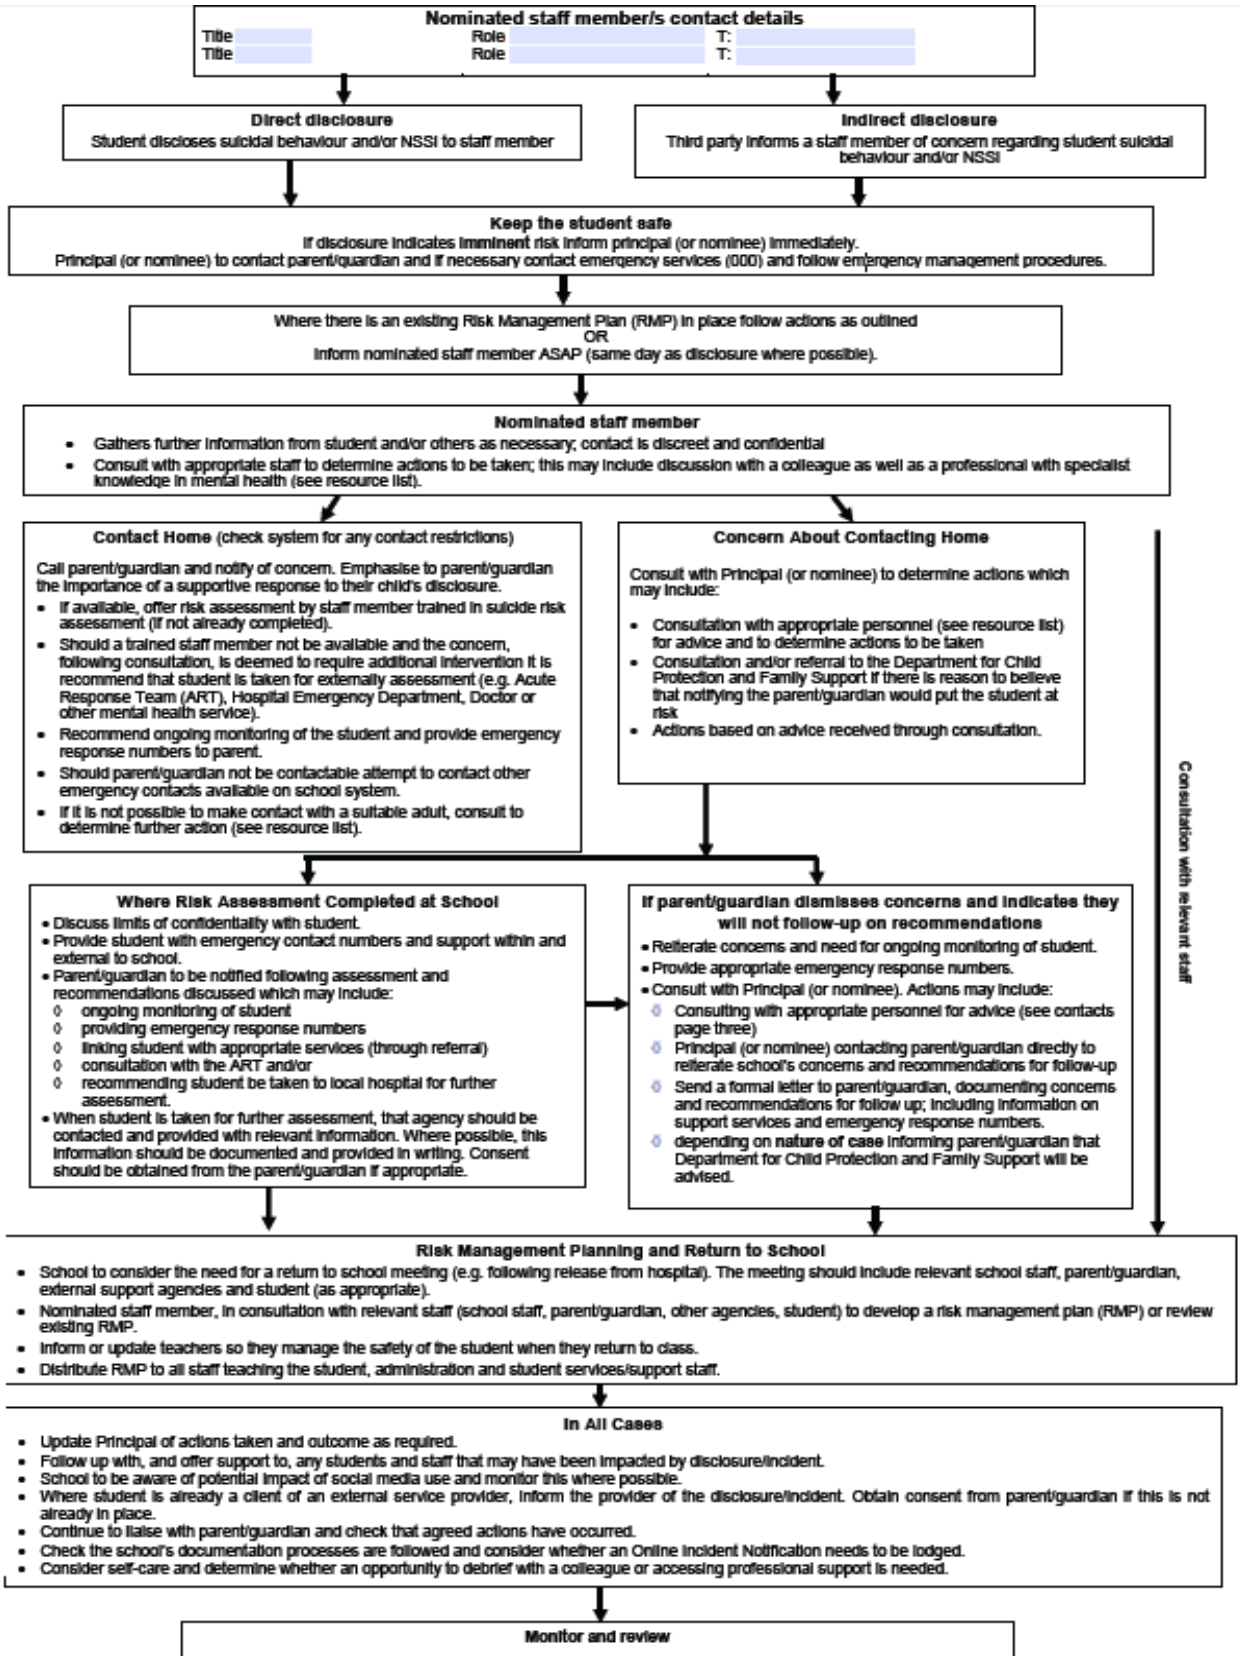 Nominated staff member/s contact details
Title Role T:
Title Role T:
Direct disclosure
Student discloses suicidal behaviour and/or NSSI to staff member
Indirect disclosure
Third party informs a staff member of concern regarding student suicidal
behaviour and/or NSSI
Keep the student safe
If disclosure indicates imminent risk inform principal (or nominee) immediately.
Principal (or nominee) to contact parent/guardian and if necessary contact emergency services (000) and follow emergency management procedures.
Where there is an existing Risk Management Plan (RMP) in place follow actions as outlined
OR
Inform nominated staff member ASAP (same day as disclosure where possible).
Nominated staff member
• Gathers further information from student and/or others as necessary; contact is discreet and confidential
• Consult with appropriate staff to determine actions to be taken; this may include discussion with a colleague as well as a professional with specialist
knowledge in mental health (see resource list).
Contact Home (check system for any contact restrictions)
Call parent/guardian and notify of concern. Emphasise to parent/guardian
the importance of a supportive response to their child's disclosure.
• If available, offer risk assessment by staff member trained in suicide risk
assessment (if not already completed).
• Should a trained staff member not be available and the concern,
following consultation, is deemed to require additional intervention it is
recommend that student is taken for externally assessment (e.g. Acute
Response Team (ART), Hospital Emergency Department, Doctor or
other mental health service).
• Recommend ongoing monitoring of the student and provide emergency
response numbers to parent.
• Should parent/guardian not be contactable attempt to contact other
emergency contacts available on school system.
• If it is not possible to make contact with a suitable adult, consult to
determine further action (see resource list).
Concern About Contacting Home
Consult with Principal (or nominee) to determine actions which
may include:
• Consultation with appropriate personnel (see resource list)
for advice and to determine actions to be taken
• Consultation and/or referral to the Department for Child
Protection and Family Support if there is reason to believe
that notifying the parent/guardian would put the student at
risk
• Actions based on advice received through consultation.
Consultation with relevant staff
Where Risk Assessment Completed at School
• Discuss limits of confidentiality with student.
• Provide student with emergency contact numbers and support within and
external to school.
• Parent/guardian to be notified following assessment and
recommendations discussed which may include:
◊ ongoing monitoring of student
◊ providing emergency response numbers
◊ linking student with appropriate services (through referral)
◊ consultation with the ART and/or
◊ recommending student be taken to local hospital for further
assessment.
• When student is taken for further assessment, that agency should be
contacted and provided with relevant information. Where possible, this
information should be documented and provided in writing. Consent
should be obtained from the parent/guardian if appropriate.
If parent/guardian dismisses concerns and indicates they
will not follow-up on recommendations
• Reiterate concerns and need for ongoing monitoring of student.
• Provide appropriate emergency response numbers.
• Consult with Principal (or nominee). Actions may include:
◊ Consulting with appropriate personnel for advice (see contacts
page three)
◊ Principal (or nominee) contacting parent/guardian directly to
reiterate school's concerns and recommendations for follow-up
◊ Send a formal letter to parent/guardian, documenting concerns
and recommendations for follow up; including information on
support services and emergency response numbers.
◊ depending on nature of case informing parent/guardian that
Department for Child Protection and Family Support will be
advised.
Risk Management Planning and Return to School
• School to consider the need for a return to school meeting (e.g. following release from hospital). The meeting should include relevant school staff, parent/guardian,
external support agencies and student (as appropriate).
• Nominated staff member, in consultation with relevant staff (school staff, parent/guardian, other agencies, student) to develop a risk management plan (RMP) or review
existing RMP.
• Inform or update teachers so they manage the safety of the student when they return to class.
• Distribute RMP to all staff teaching the student, administration and student services/support staff.
In All Cases
• Update Principal of actions taken and outcome as required.
• Follow up with, and offer support to, any students and staff that may have been impacted by disclosure/incident.
• School to be aware of potential impact of social media use and monitor this where possible.
• Where student is already a client of an external service provider, inform the provider of the disclosure/incident. Obtain consent from parent/guardian if this is not
already in place.
• Continue to liaise with parent/guardian and check that agreed actions have occurred.
• Check the school's documentation processes are followed and consider whether an Online Incident Notification needs to be lodged.
• Consider self-care and determine whether an opportunity to debrief with a colleague or accessing professional support is needed.
Monitor and review